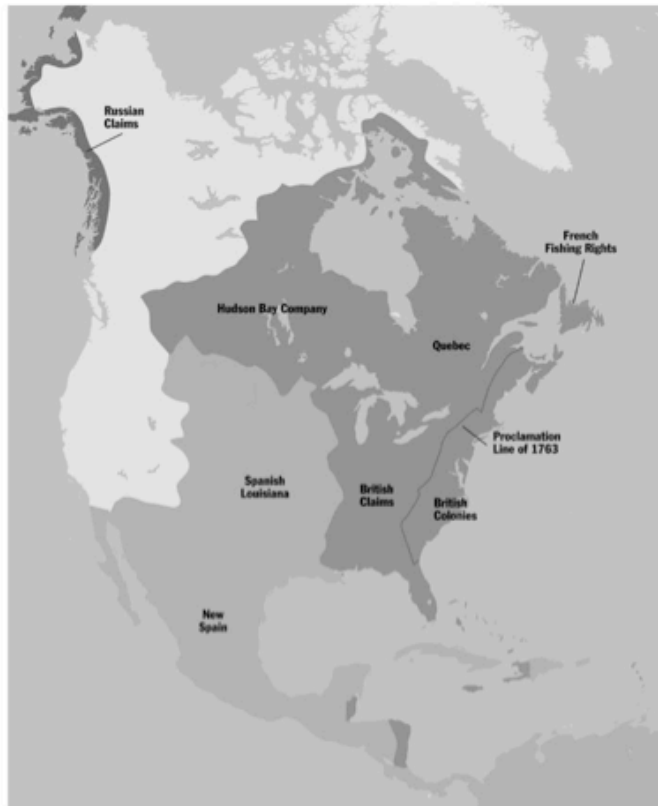 Russian
Claims
French
Fishing Rights
Hudson Bay Company
Quebec
Proclamation
Line of 1763
Spanish
Louisiana
British
Claims
British
Colonies
New
Spain